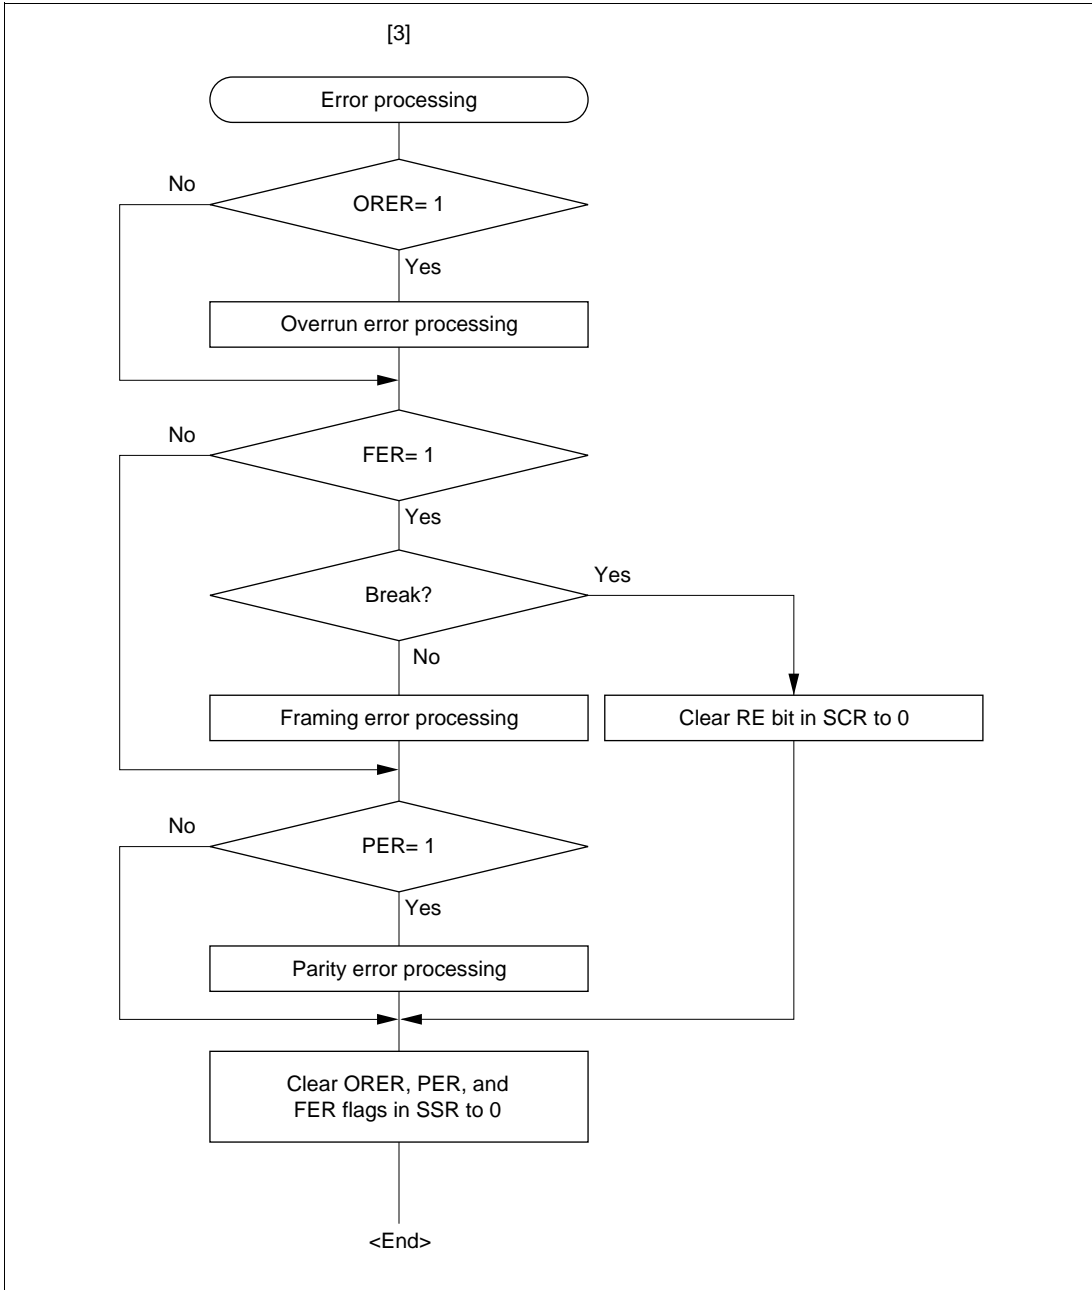 [3]
Error processing
No
ORER= 1
Yes
Overrun error processing
No
FER= 1
Yes
Break?
Yes
No
Framing error processing
Clear RE bit in SCR to 0
No
PER= 1
Yes
Parity error processing
Clear ORER, PER, and
FER flags in SSR to 0
<End>